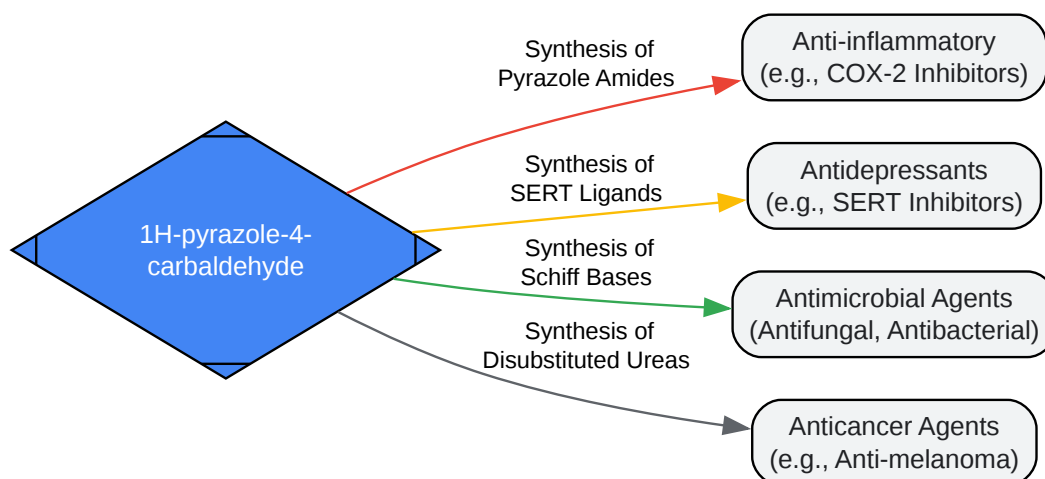 1H-pyrazole-4-
carbaldehyde
Synthesis of
Pyrazole Amides
Anti-inflammatory
(e.g., COX-2 Inhibitors)
Synthesis of
SERT Ligands
Antidepressants
(e.g., SERT Inhibitors)
Synthesis of
Schiff Bases
Antimicrobial Agents
(Antifungal, Antibacterial)
Synthesis of
Disubstituted Ureas
Anticancer Agents
(e.g., Anti-melanoma)